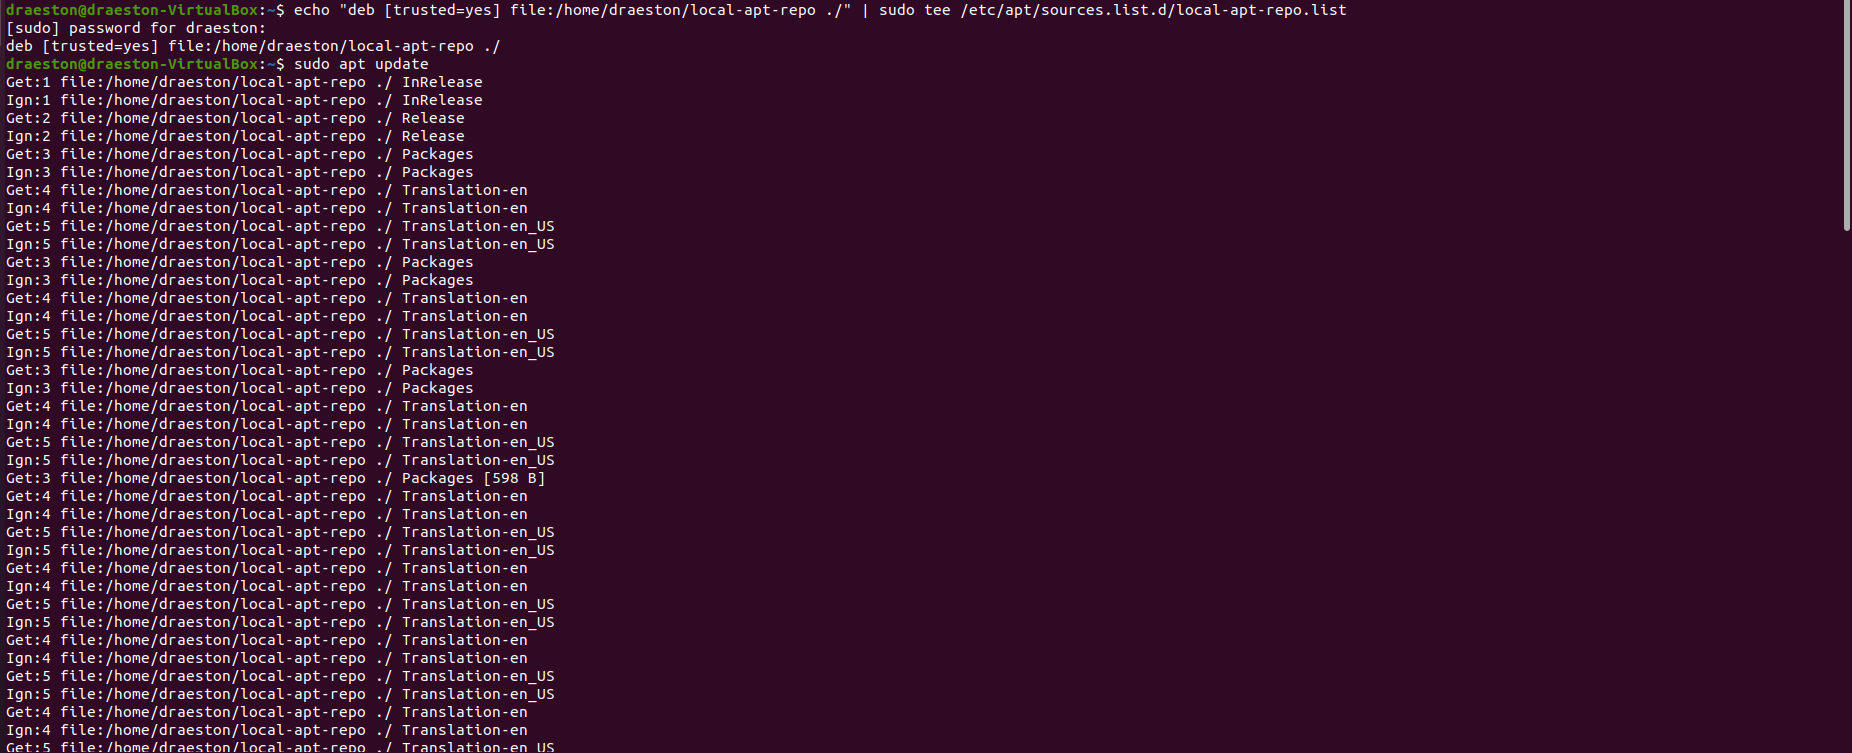 draeston@draeston-VirtualBox:~$ echo "deb [trusted=yes] file:/home/draeston/local-apt-repo ./" | sudo tee /etc/apt/sources.list.d/local-apt-repo.list
[sudo] password for draeston:
deb [trusted=yes] file:/home/draeston/local-apt-repo ./
draeston@draeston-VirtualBox:~$ sudo apt update
Get:1 file:/home/draeston/local-apt-repo ./ InRelease
Ign:1 file:/home/draeston/local-apt-repo ./ InRelease
Get:2 file:/home/draeston/local-apt-repo ./ Release
Ign:2 file:/home/draeston/local-apt-repo ./ Release
Get:3 file:/home/draeston/local-apt-repo ./ Packages
Ign:3 file:/home/draeston/local-apt-repo ./ Packages
Get:4 file:/home/draeston/local-apt-repo ./ Translation-en
Ign:4 file:/home/draeston/local-apt-repo ./ Translation-en
Get:5 file:/home/draeston/local-apt-repo ./ Translation-en_US
Ign:5 file:/home/draeston/local-apt-repo ./ Translation-en_US
Get:3 file:/home/draeston/local-apt-repo ./ Packages
Ign:3 file:/home/draeston/local-apt-repo ./ Packages
Get:4 file:/home/draeston/local-apt-repo ./ Translation-en
Ign:4 file:/home/draeston/local-apt-repo ./ Translation-en
Get:5 file:/home/draeston/local-apt-repo ./ Translation-en_US
Ign:5 file:/home/draeston/local-apt-repo ./ Translation-en_US
Get:3 file:/home/draeston/local-apt-repo ./ Packages
Ign:3 file:/home/draeston/local-apt-repo ./ Packages
Get:4 file:/home/draeston/local-apt-repo ./ Translation-en
Ign:4 file:/home/draeston/local-apt-repo ./ Translation-en
Get:5 file:/home/draeston/local-apt-repo ./ Translation-en_US
Ign:5 file:/home/draeston/local-apt-repo ./ Translation-en_US
Get:3 file:/home/draeston/local-apt-repo ./ Packages [598 B]
Get:4 file:/home/draeston/local-apt-repo ./ Translation-en
Ign:4 file:/home/draeston/local-apt-repo ./ Translation-en
Get:5 file:/home/draeston/local-apt-repo ./ Translation-en_US
Ign:5 file:/home/draeston/local-apt-repo ./ Translation-en_US
Get:4 file:/home/draeston/local-apt-repo ./ Translation-en
Ign:4 file:/home/draeston/local-apt-repo ./ Translation-en
Get:5 file:/home/draeston/local-apt-repo ./ Translation-en_US
Ign:5 file:/home/draeston/local-apt-repo ./ Translation-en_US
Get:4 file:/home/draeston/local-apt-repo ./ Translation-en
Ign:4 file:/home/draeston/local-apt-repo ./ Translation-en
Get:5 file:/home/draeston/local-apt-repo ./ Translation-en_US
Ign:5 file:/home/draeston/local-apt-repo ./ Translation-en_US
Get:4 file:/home/draeston/local-apt-repo ./ Translation-en
Ign:4 file:/home/draeston/local-apt-repo ./ Translation-en
Get:5 file:/home/draeston/local-apt-repo ./ Translation-en_US